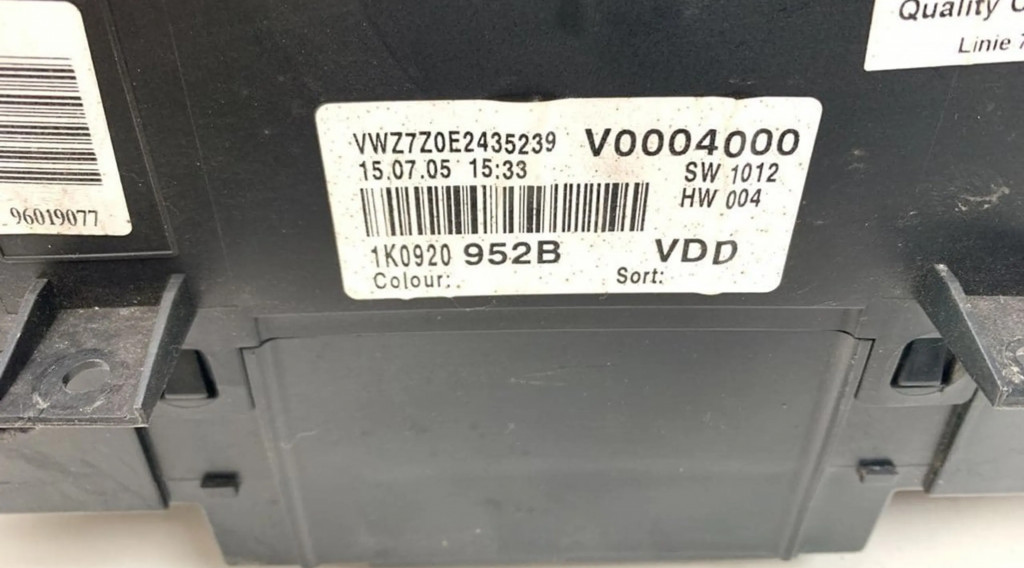 Quality
Linie
VWZ7Z0E2435239 V0004000
15.07.05 15:33 SW 1012
HW 004
1K0920 952B VDD
Colour:. Sort:
96019077